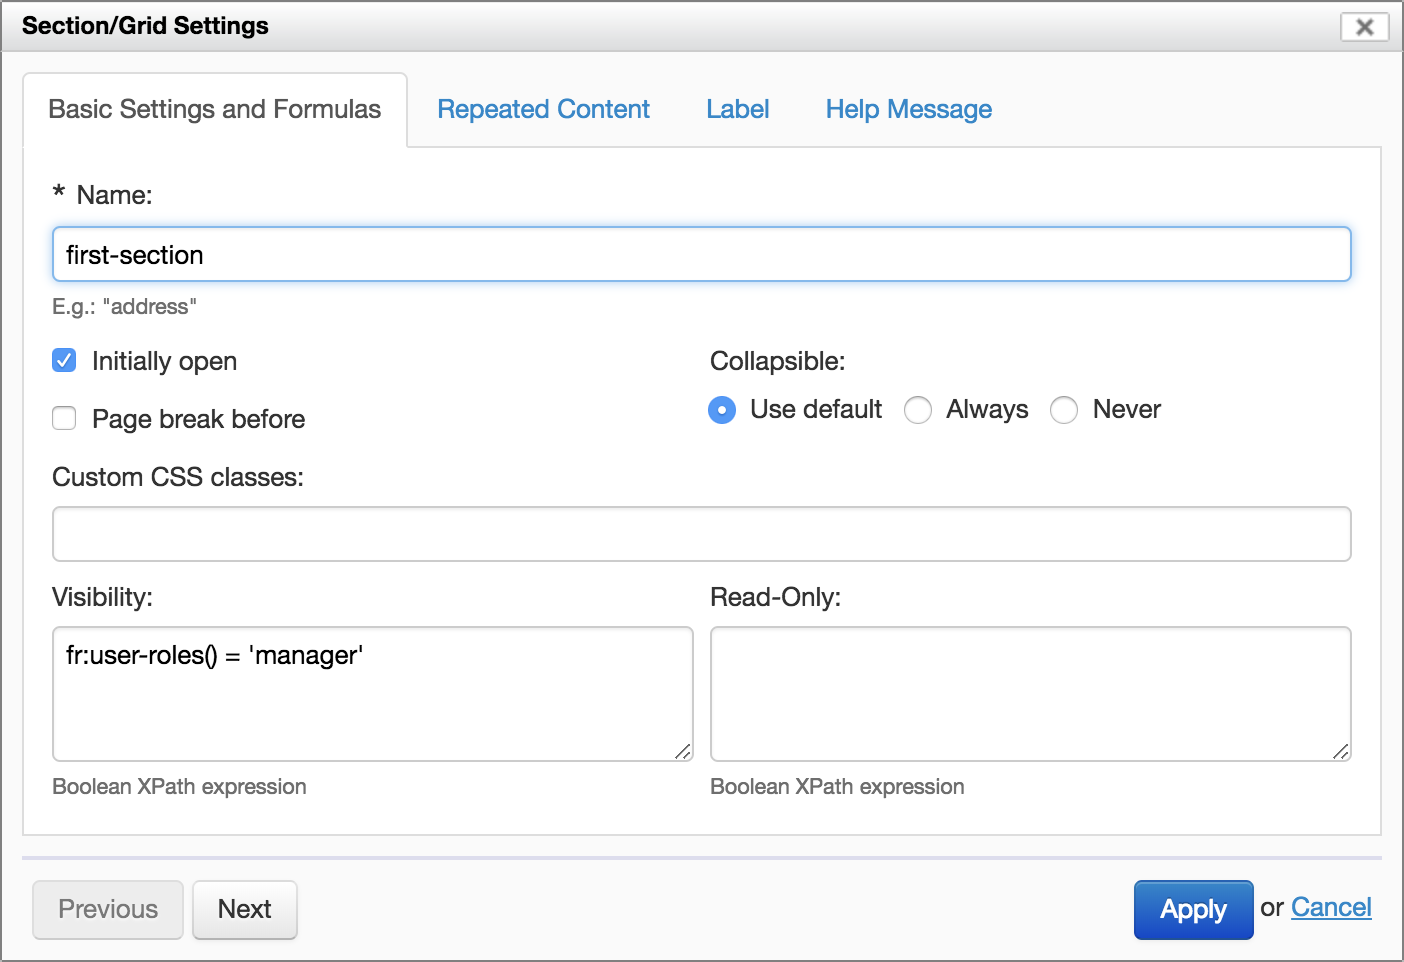 Section/Grid Settings
Basic Settings and Formulas Repeated Content Label Help Message
* Name:
first-section
E.g.: "address"
Initially open
Collapsible:
Page break before
Use default Always Never
Custom CSS classes:
Visibility: Read-Only:
fr:user-roles() = 'manager'
Boolean XPath expression Boolean XPath expression
Previous Next Apply or Cancel